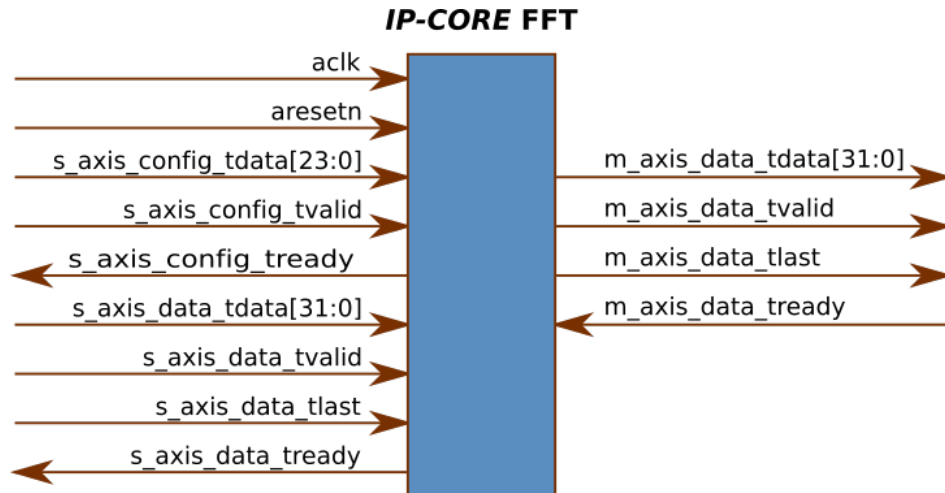 IP-CORE FFT
aclk
aresetn
s_axis_config_tdata[23:0]
s_axis_config_tvalid
s_axis_config_tready
s_axis_data_tdata[31:0]
s_axis_data_tvalid
s_axis_data_tlast
s_axis_data_tready
m_axis_data_tdata[31:0]
m_axis_data_tvalid
m_axis_data_tlast
m_axis_data_tready